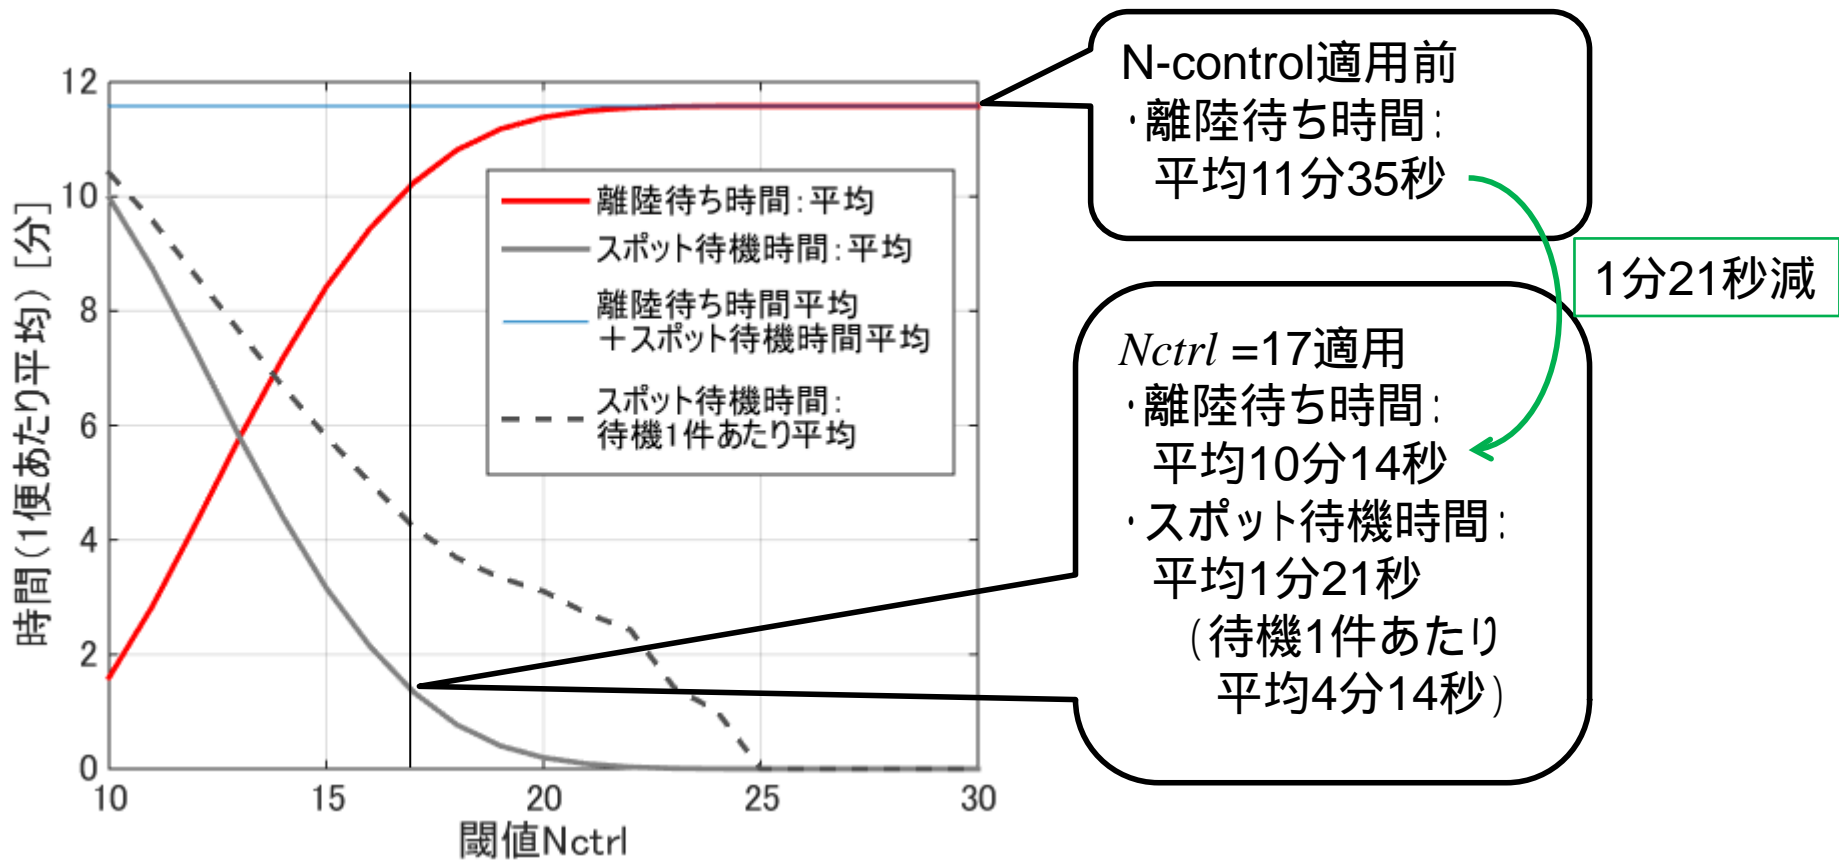 12
10
8
6
4
2
0
10
15
20
25
30
時間(1便あたり平均) [分]
閾値Nctrl
離陸待ち時間:平均
スポット待機時間:平均
離陸待ち時間平均
+スポット待機時間平均
スポット待機時間:
待機1件あたり平均
N-control適用前
・離陸待ち時間:
平均11分35秒
1分21秒減
Nctrl =17適用
・離陸待ち時間:
平均10分14秒
・スポット待機時間:
平均1分21秒
(待機1件あたり
平均4分14秒)